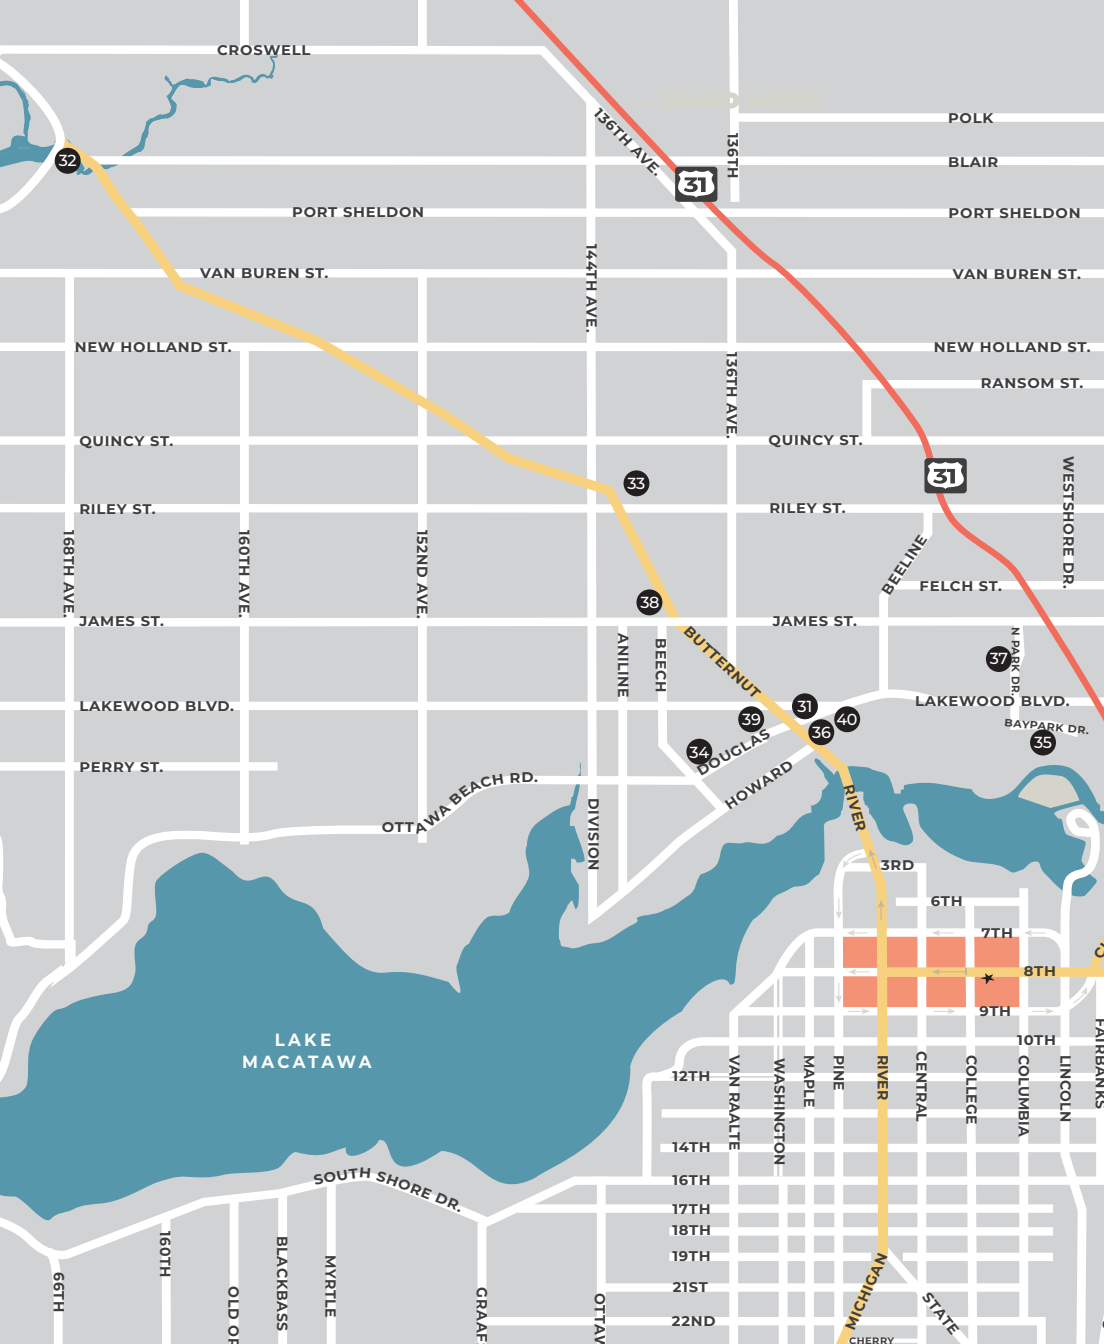 CROSWELL
POLK
136TH AVE.
136TH
BLAIR
32
31
PORT SHELDON
PORT SHELDON
VAN BUREN ST.
144TH AVE.
VAN BUREN ST.
NEW HOLLAND ST.
NEW HOLLAND ST.
136TH AVE.
RANSOM ST.
QUINCY ST.
QUINCY ST.
33
31
WESTSHORE DR.
RILEY ST.
RILEY ST.
168TH AVE.
160TH AVE.
152ND AVE.
BEELINE
FELCH ST.
38
JAMES ST.
JAMES ST.
ANILINE
BEECH
BUTTERNUT
N PARK DR.
37
LAKEWOOD BLVD.
31
LAKEWOOD BLVD.
39
40
36
BAYPARK DR.
35
34
DOUGLAS
PERRY ST.
HOWARD
OTTAWA BEACH RD.
DIVISION
RIVER
3RD
6TH
7TH
8TH
9TH
10TH
LAKE
MACATAWA
FAIRBANKS
12TH
VAN RAALTE
WASHINGTON
MAPLE
PINE
RIVER
CENTRAL
COLLEGE
COLUMBIA
LINCOLN
14TH
SOUTH SHORE DR.
16TH
17TH
18TH
19TH
21ST
22ND
66TH
160TH
OLD OR
BLACKBASS
MYRTLE
GRAAF
OTTAW
MICHIGAN
STATE
CHERRY